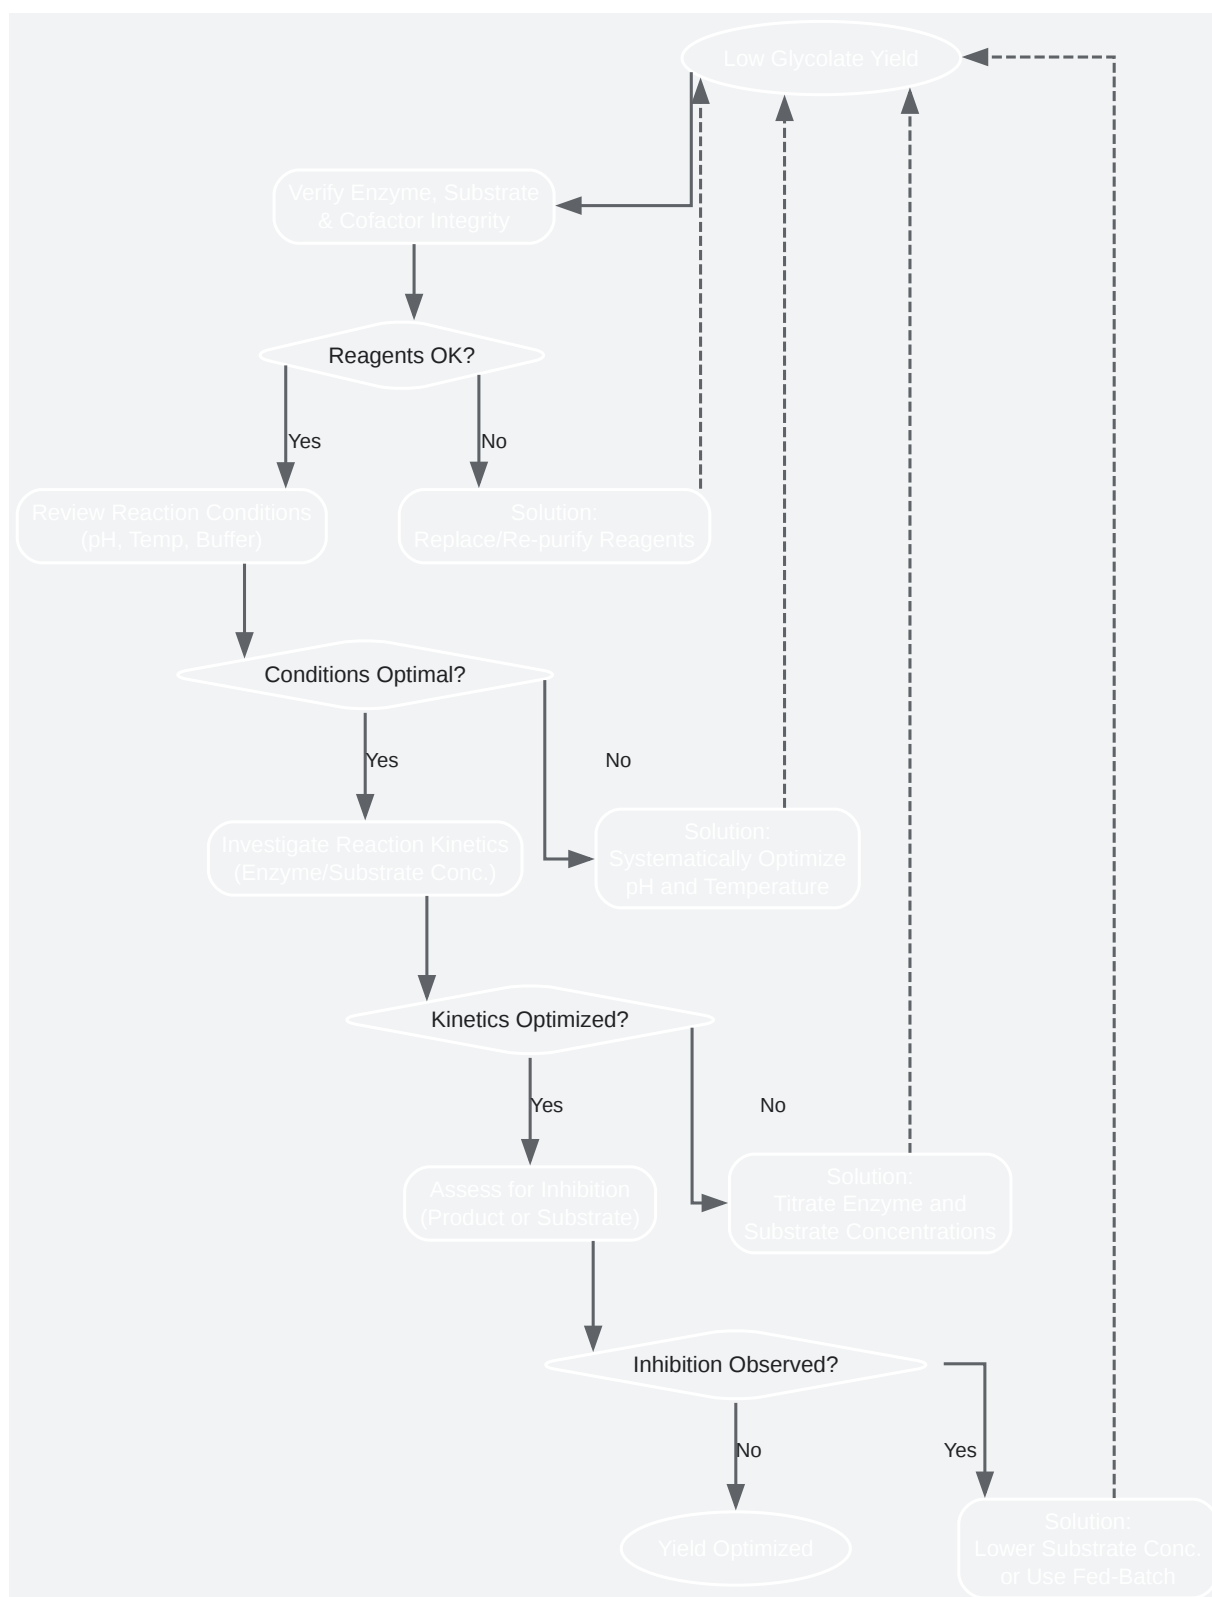 Low Glycolate Yield
Verify Enzyme, Substrate
& Cofactor Integrity
Reagents OK?
Yes
No
Review Reaction Conditions
(pH, Temp, Buffer)
Solution:
Replace/Re-purify Reagents
Conditions Optimal?
Yes
No
Investigate Reaction Kinetics
(Enzyme/Substrate Conc.)
Solution:
Systematically Optimize
pH and Temperature
Kinetics Optimized?
Yes
No
Assess for Inhibition
(Product or Substrate)
Solution:
Titrate Enzyme and
Substrate Concentrations
Inhibition Observed?
No
Yes
Yield Optimized
Solution:
Lower Substrate Conc.
or Use Fed-Batch